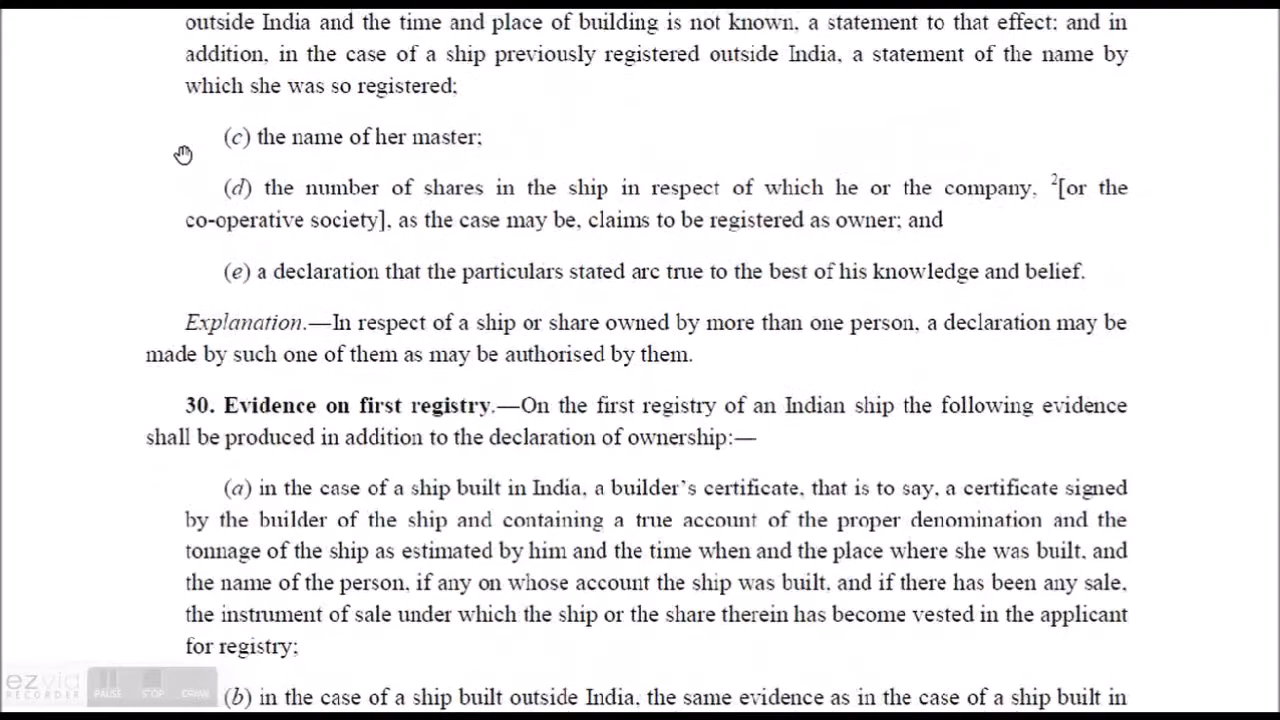 outside India and the time and place of building is not known, a statement to that effect; and in
addition, in the case of a ship previously registered outside India, a statement of the name by
which she was so registered;
(c) the name of her master;
(d) the number of shares in the ship in respect of which he or the company, 2[or the
co-operative society], as the case may be, claims to be registered as owner; and
(e) a declaration that the particulars stated arc true to the best of his knowledge and belief.
Explanation.—In respect of a ship or share owned by more than one person, a declaration may be
made by such one of them as may be authorised by them.
30. Evidence on first registry.—On the first registry of an Indian ship the following evidence
shall be produced in addition to the declaration of ownership:—
(a) in the case of a ship built in India, a builder's certificate, that is to say, a certificate signed
by the builder of the ship and containing a true account of the proper denomination and the
tonnage of the ship as estimated by him and the time when and the place where she was built, and
the name of the person, if any on whose account the ship was built, and if there has been any sale,
the instrument of sale under which the ship or the share therein has become vested in the applicant
for registry;
(b) in the case of a ship built outside India, the same evidence as in the case of a ship built in
ezvid
RECORDER
PAUSE STOP DRAW